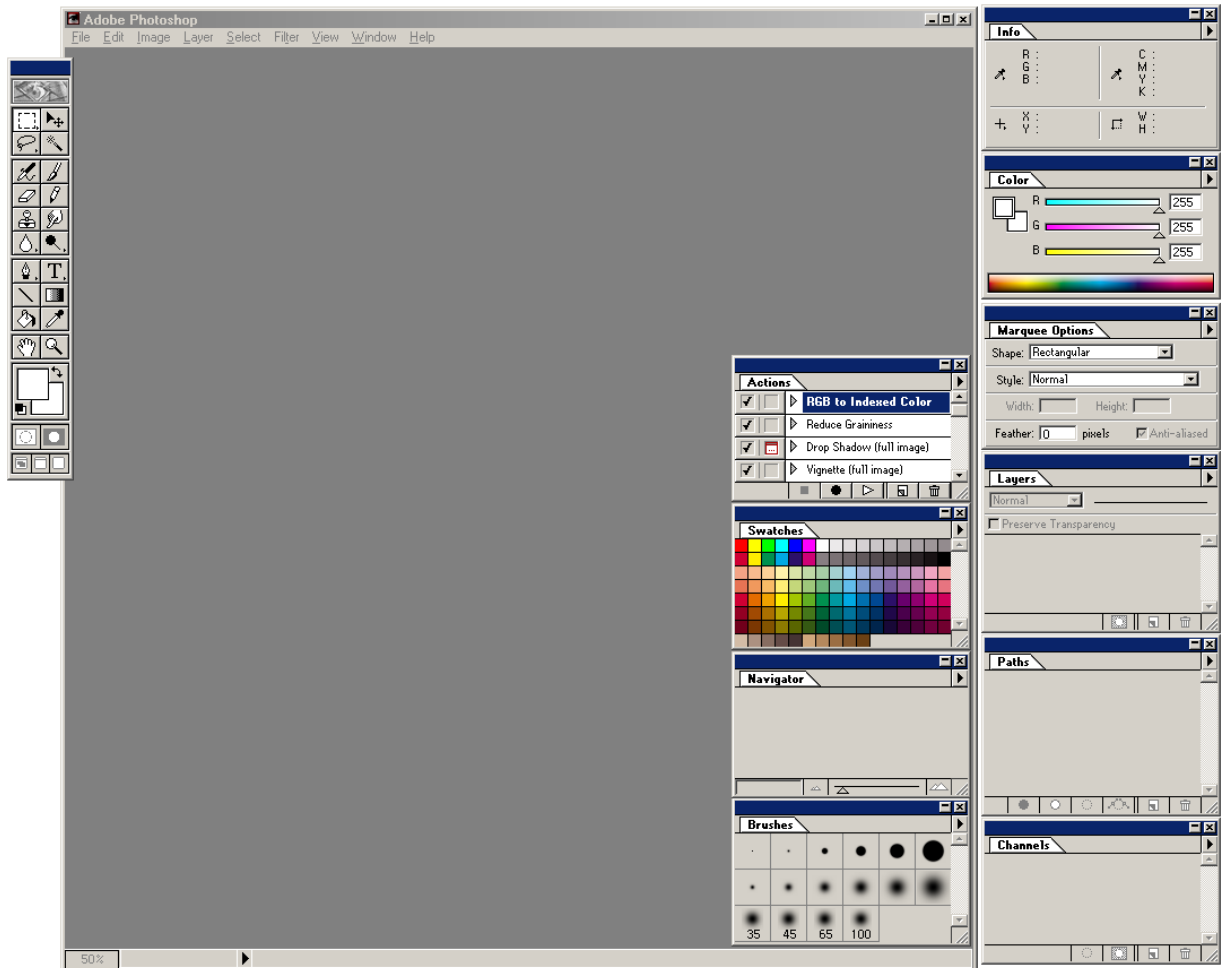 Adobe Photoshop
File Edit Image Layer Select Filter View Window Help
T
50%
Actions
RGB to Indexed Color
Reduce Graininess
Drop Shadow (full image)
Vignette (full image)
Swatches
Navigator
Brushes
35 45 65 100
Info
R :
G :
B :
C :
M :
Y :
K :
X :
Y :
W :
H :
Color
R 255
G 255
B 255
Marquee Options
Shape: Rectangular
Style: Normal
Width: Height:
Feather: 0 pixels Anti-aliased
Layers
Normal
Preserve Transparency
Paths
Channels